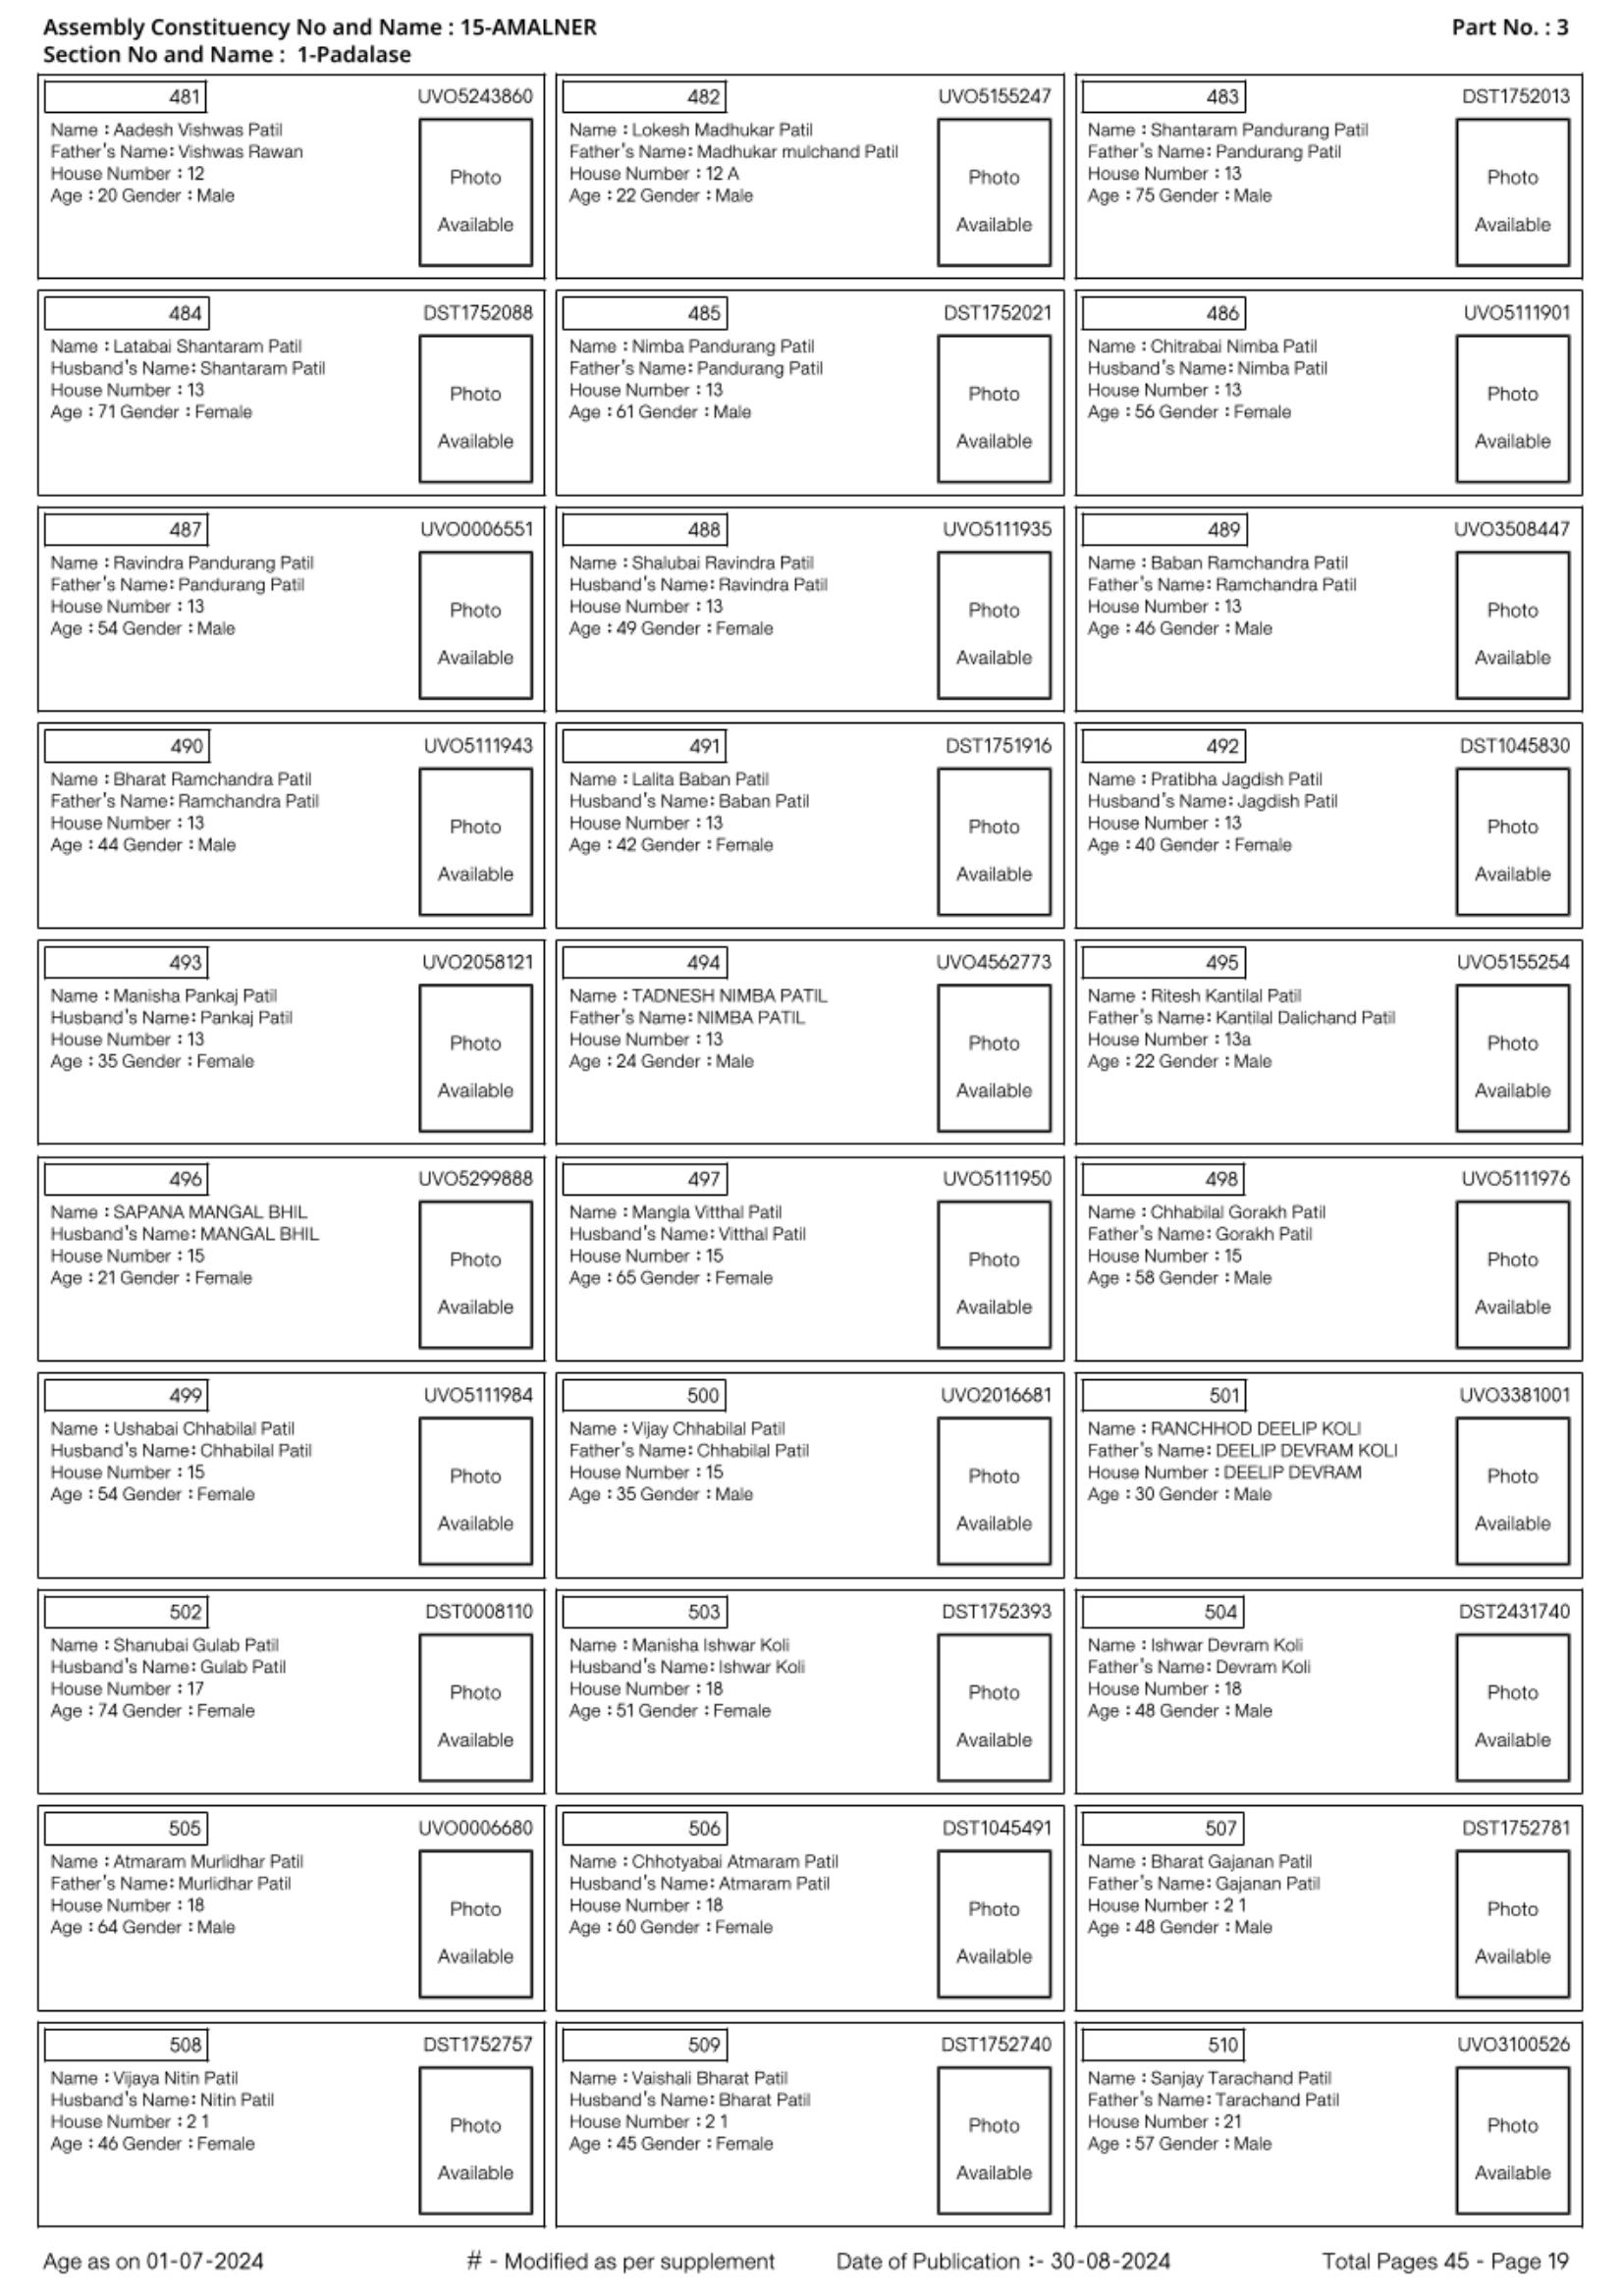 Assembly Constituency No and Name : 15-AMALNER
Part No. : 3
Section No and Name : 1-Padalase
481
UVO5243860
Name : Aadesh Vishwas Patil
Father's Name: Vishwas Rawan
House Number : 12
Age : 20 Gender : Male
Photo
Available
482
UVO5155247
Name : Lokesh Madhukar Patil
Father's Name: Madhukar mulchand Patil
House Number : 12 A
Age : 22 Gender : Male
Photo
Available
483
DST1752013
Name : Shantaram Pandurang Patil
Father's Name: Pandurang Patil
House Number : 13
Age : 75 Gender : Male
Photo
Available
484
DST1752088
Name : Latabai Shantaram Patil
Husband's Name: Shantaram Patil
House Number : 13
Age : 71 Gender : Female
Photo
Available
485
DST1752021
Name : Nimba Pandurang Patil
Father's Name: Pandurang Patil
House Number : 13
Age : 61 Gender : Male
Photo
Available
486
UVO5111901
Name : Chitrabai Nimba Patil
Husband's Name: Nimba Patil
House Number : 13
Age : 56 Gender : Female
Photo
Available
487
UVO0006551
Name : Ravindra Pandurang Patil
Father's Name: Pandurang Patil
House Number : 13
Age : 54 Gender : Male
Photo
Available
488
UVO5111935
Name : Shalubai Ravindra Patil
Husband's Name: Ravindra Patil
House Number : 13
Age : 49 Gender : Female
Photo
Available
489
UVO3508447
Name : Baban Ramchandra Patil
Father's Name: Ramchandra Patil
House Number : 13
Age : 46 Gender : Male
Photo
Available
490
UVO5111943
Name : Bharat Ramchandra Patil
Father's Name: Ramchandra Patil
House Number : 13
Age : 44 Gender : Male
Photo
Available
491
DST1751916
Name : Lalita Baban Patil
Husband's Name: Baban Patil
House Number : 13
Age : 42 Gender : Female
Photo
Available
492
DST1045830
Name : Pratibha Jagdish Patil
Husband's Name: Jagdish Patil
House Number : 13
Age : 40 Gender : Female
Photo
Available
493
UVO2058121
Name : Manisha Pankaj Patil
Husband's Name: Pankaj Patil
House Number : 13
Age : 35 Gender : Female
Photo
Available
494
UVO4562773
Name : TADNESH NIMBA PATIL
Father's Name: NIMBA PATIL
House Number : 13
Age : 24 Gender : Male
Photo
Available
495
UVO5155254
Name : Ritesh Kantilal Patil
Father's Name: Kantilal Dalichand Patil
House Number : 13a
Age : 22 Gender : Male
Photo
Available
496
UVO5299888
Name : SAPANA MANGAL BHIL
Husband's Name: MANGAL BHIL
House Number : 15
Age : 21 Gender : Female
Photo
Available
497
UVO5111950
Name : Mangla Vitthal Patil
Husband's Name: Vitthal Patil
House Number : 15
Age : 65 Gender : Female
Photo
Available
498
UVO5111976
Name : Chhabilal Gorakh Patil
Father's Name: Gorakh Patil
House Number : 15
Age : 58 Gender : Male
Photo
Available
499
UVO5111984
Name : Ushabai Chhabilal Patil
Husband's Name: Chhabilal Patil
House Number : 15
Age : 54 Gender : Female
Photo
Available
500
UVO2016681
Name : Vijay Chhabilal Patil
Father's Name: Chhabilal Patil
House Number : 15
Age : 35 Gender : Male
Photo
Available
501
UVO3381001
Name : RANCHHOD DEELIP KOLI
Father's Name: DEELIP DEVRAM KOLI
House Number : DEELIP DEVRAM
Age : 30 Gender : Male
Photo
Available
502
DST0008110
Name : Shanubai Gulab Patil
Husband's Name: Gulab Patil
House Number : 17
Age : 74 Gender : Female
Photo
Available
503
DST1752393
Name : Manisha Ishwar Koli
Husband's Name: Ishwar Koli
House Number : 18
Age : 51 Gender : Female
Photo
Available
504
DST2431740
Name : Ishwar Devram Koli
Father's Name: Devram Koli
House Number : 18
Age : 48 Gender : Male
Photo
Available
505
UVO0006680
Name : Atmaram Murlidhar Patil
Father's Name: Murlidhar Patil
House Number : 18
Age : 64 Gender : Male
Photo
Available
506
DST1045491
Name : Chhotyabai Atmaram Patil
Husband's Name: Atmaram Patil
House Number : 18
Age : 60 Gender : Female
Photo
Available
507
DST1752781
Name : Bharat Gajanan Patil
Father's Name: Gajanan Patil
House Number : 2 1
Age : 48 Gender : Male
Photo
Available
508
DST1752757
Name : Vijaya Nitin Patil
Husband's Name: Nitin Patil
House Number : 2 1
Age : 46 Gender : Female
Photo
Available
509
DST1752740
Name : Vaishali Bharat Patil
Husband's Name: Bharat Patil
House Number : 2 1
Age : 45 Gender : Female
Photo
Available
510
UVO3100526
Name : Sanjay Tarachand Patil
Father's Name: Tarachand Patil
House Number : 21
Age : 57 Gender : Male
Photo
Available
Age as on 01-07-2024
# - Modified as per supplement
Date of Publication :- 30-08-2024
Total Pages 45 - Page 19